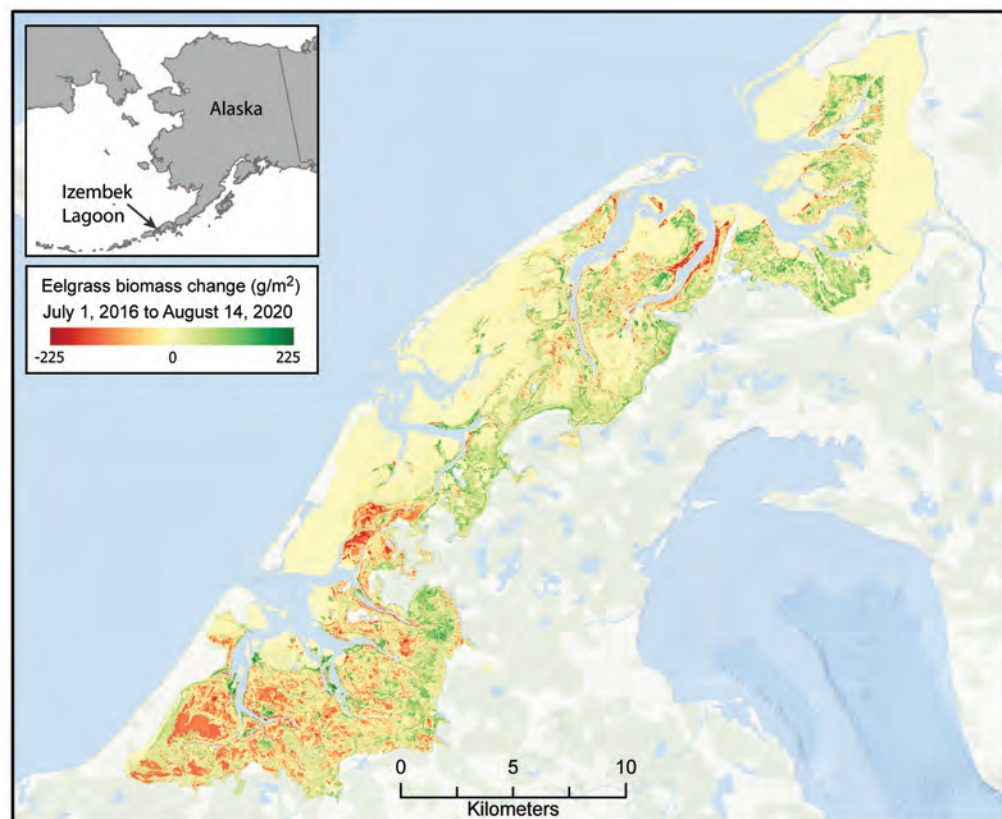 Alaska
Izembek
Lagoon
Eelgrass biomass change (g/m²)
July 1, 2016 to August 14, 2020
-225 0 225
0 5 10
Kilometers